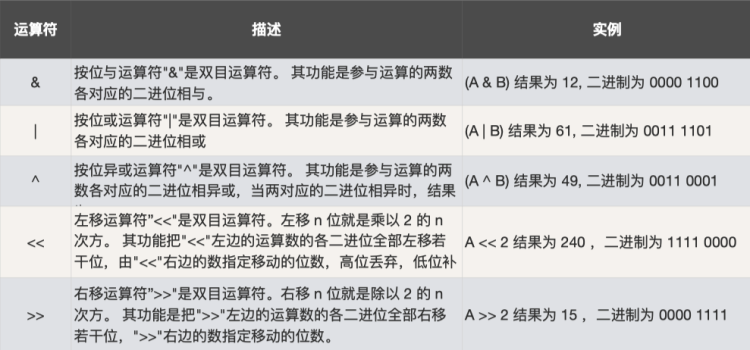 运算符 描述 实例
& 按位与运算符"&"是双目运算符。 其功能是参与运算的两数
各对应的二进位相与。 (A & B) 结果为 12, 二进制为 0000 1100
| 按位或运算符"|"是双目运算符。 其功能是参与运算的两数
各对应的二进位相或 (A | B) 结果为 61, 二进制为 0011 1101
^ 按位异或运算符"^"是双目运算符。 其功能是参与运算的两
数各对应的二进位相异或，当两对应的二进位相异时，结果 (A ^ B) 结果为 49, 二进制为 0011 0001
左移运算符"<<"是双目运算符。左移 n 位就是乘以 2 的 n
<< 次方。 其功能把"<<"左边的运算数的各二进位全部左移若 A << 2 结果为 240 ，二进制为 1111 0000
干位，由"<<"右边的数指定移动的位数，高位丢弃，低位补
右移运算符">>"是双目运算符。右移 n 位就是除以 2 的 n
>> 次方。 其功能是把">>"左边的运算数的各二进位全部右移 A >> 2 结果为 15 ，二进制为 0000 1111
若干位，">>"右边的数指定移动的位数。